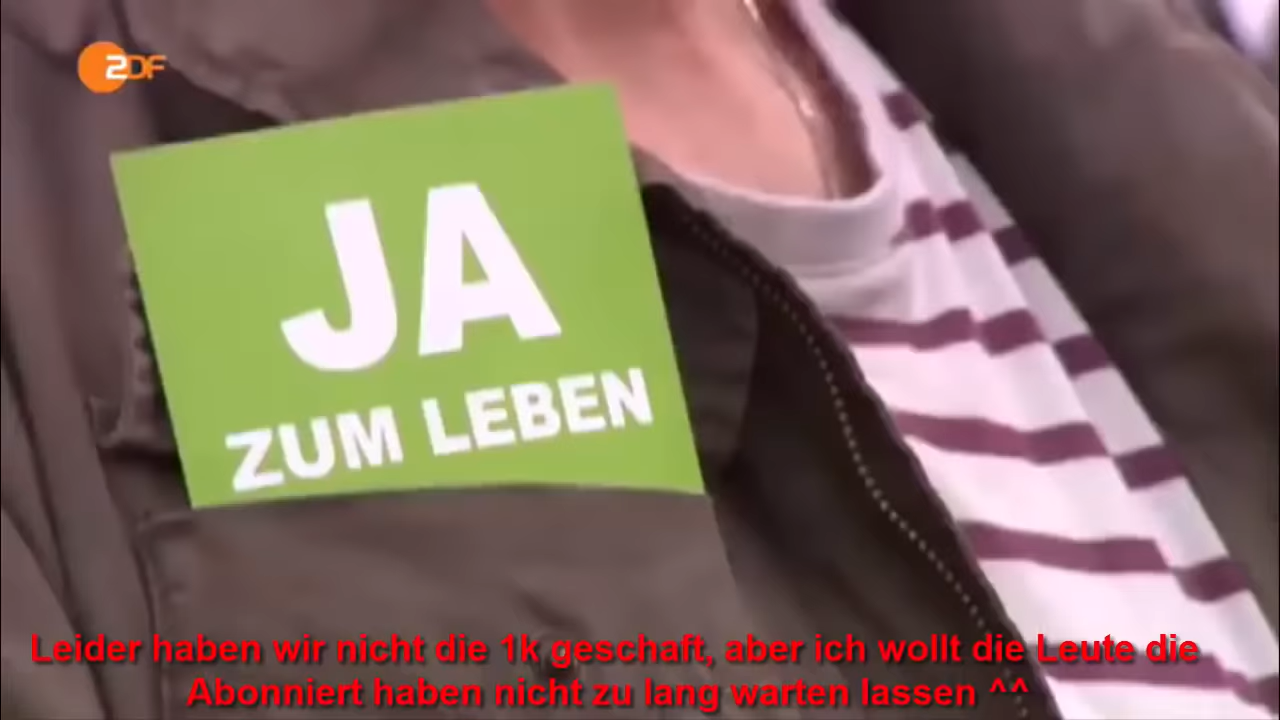 ZDF
JA
ZUM LEBEN
Leider haben wir nicht die 1k geschaft, aber ich wollt die Leute die
Abonniert haben nicht zu lang warten lassen ^^